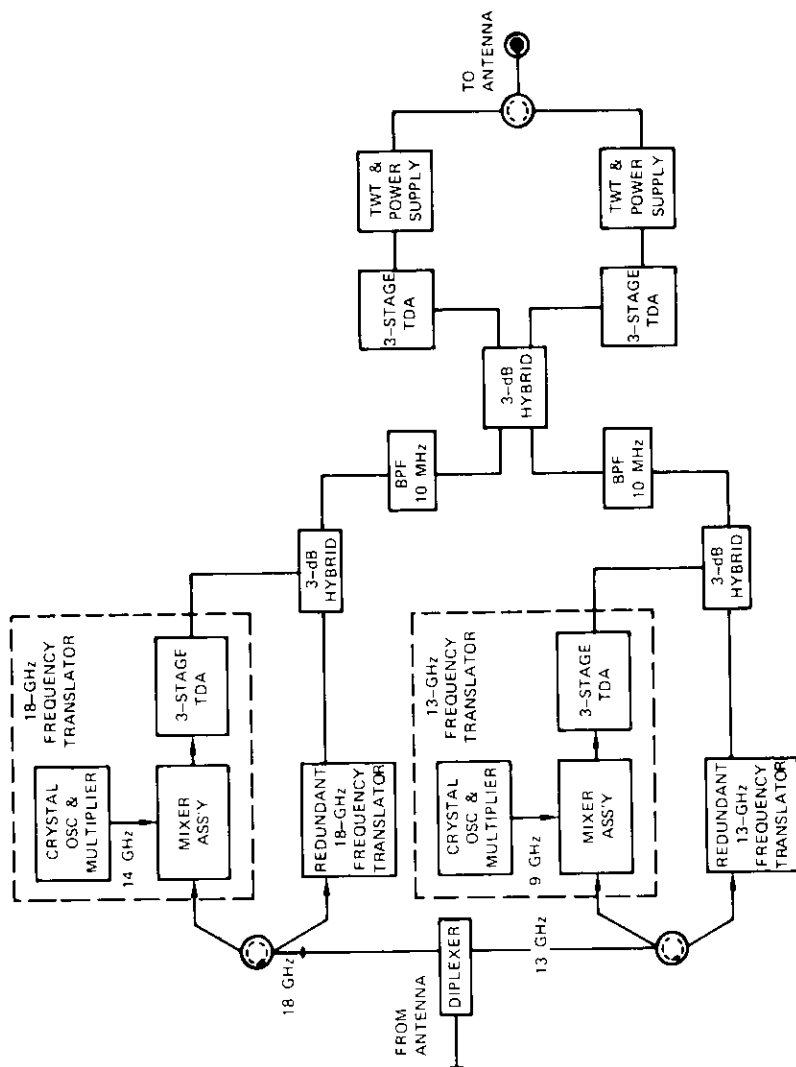 FROM
ANTENNA
DIPLEXER
18 GHz
13 GHz
18-GHz
FREQUENCY
TRANSLATOR
CRYSTAL
OSC &
MULTIPLIER
14 GHz
MIXER
ASS'Y
3-STAGE
TDA
REDUNDANT
18-GHz
FREQUENCY
TRANSLATOR
3-dB
HYBRID
BPF
10 MHz
13-GHz
FREQUENCY
TRANSLATOR
CRYSTAL
OSC &
MULTIPLIER
9 GHz
MIXER
ASS'Y
3-STAGE
TDA
REDUNDANT
13-GHz
FREQUENCY
TRANSLATOR
3-dB
HYBRID
BPF
10 MHz
3-dB
HYBRID
3-STAGE
TDA
TWT &
POWER
SUPPLY
3-STAGE
TDA
TWT &
POWER
SUPPLY
TO
ANTENNA